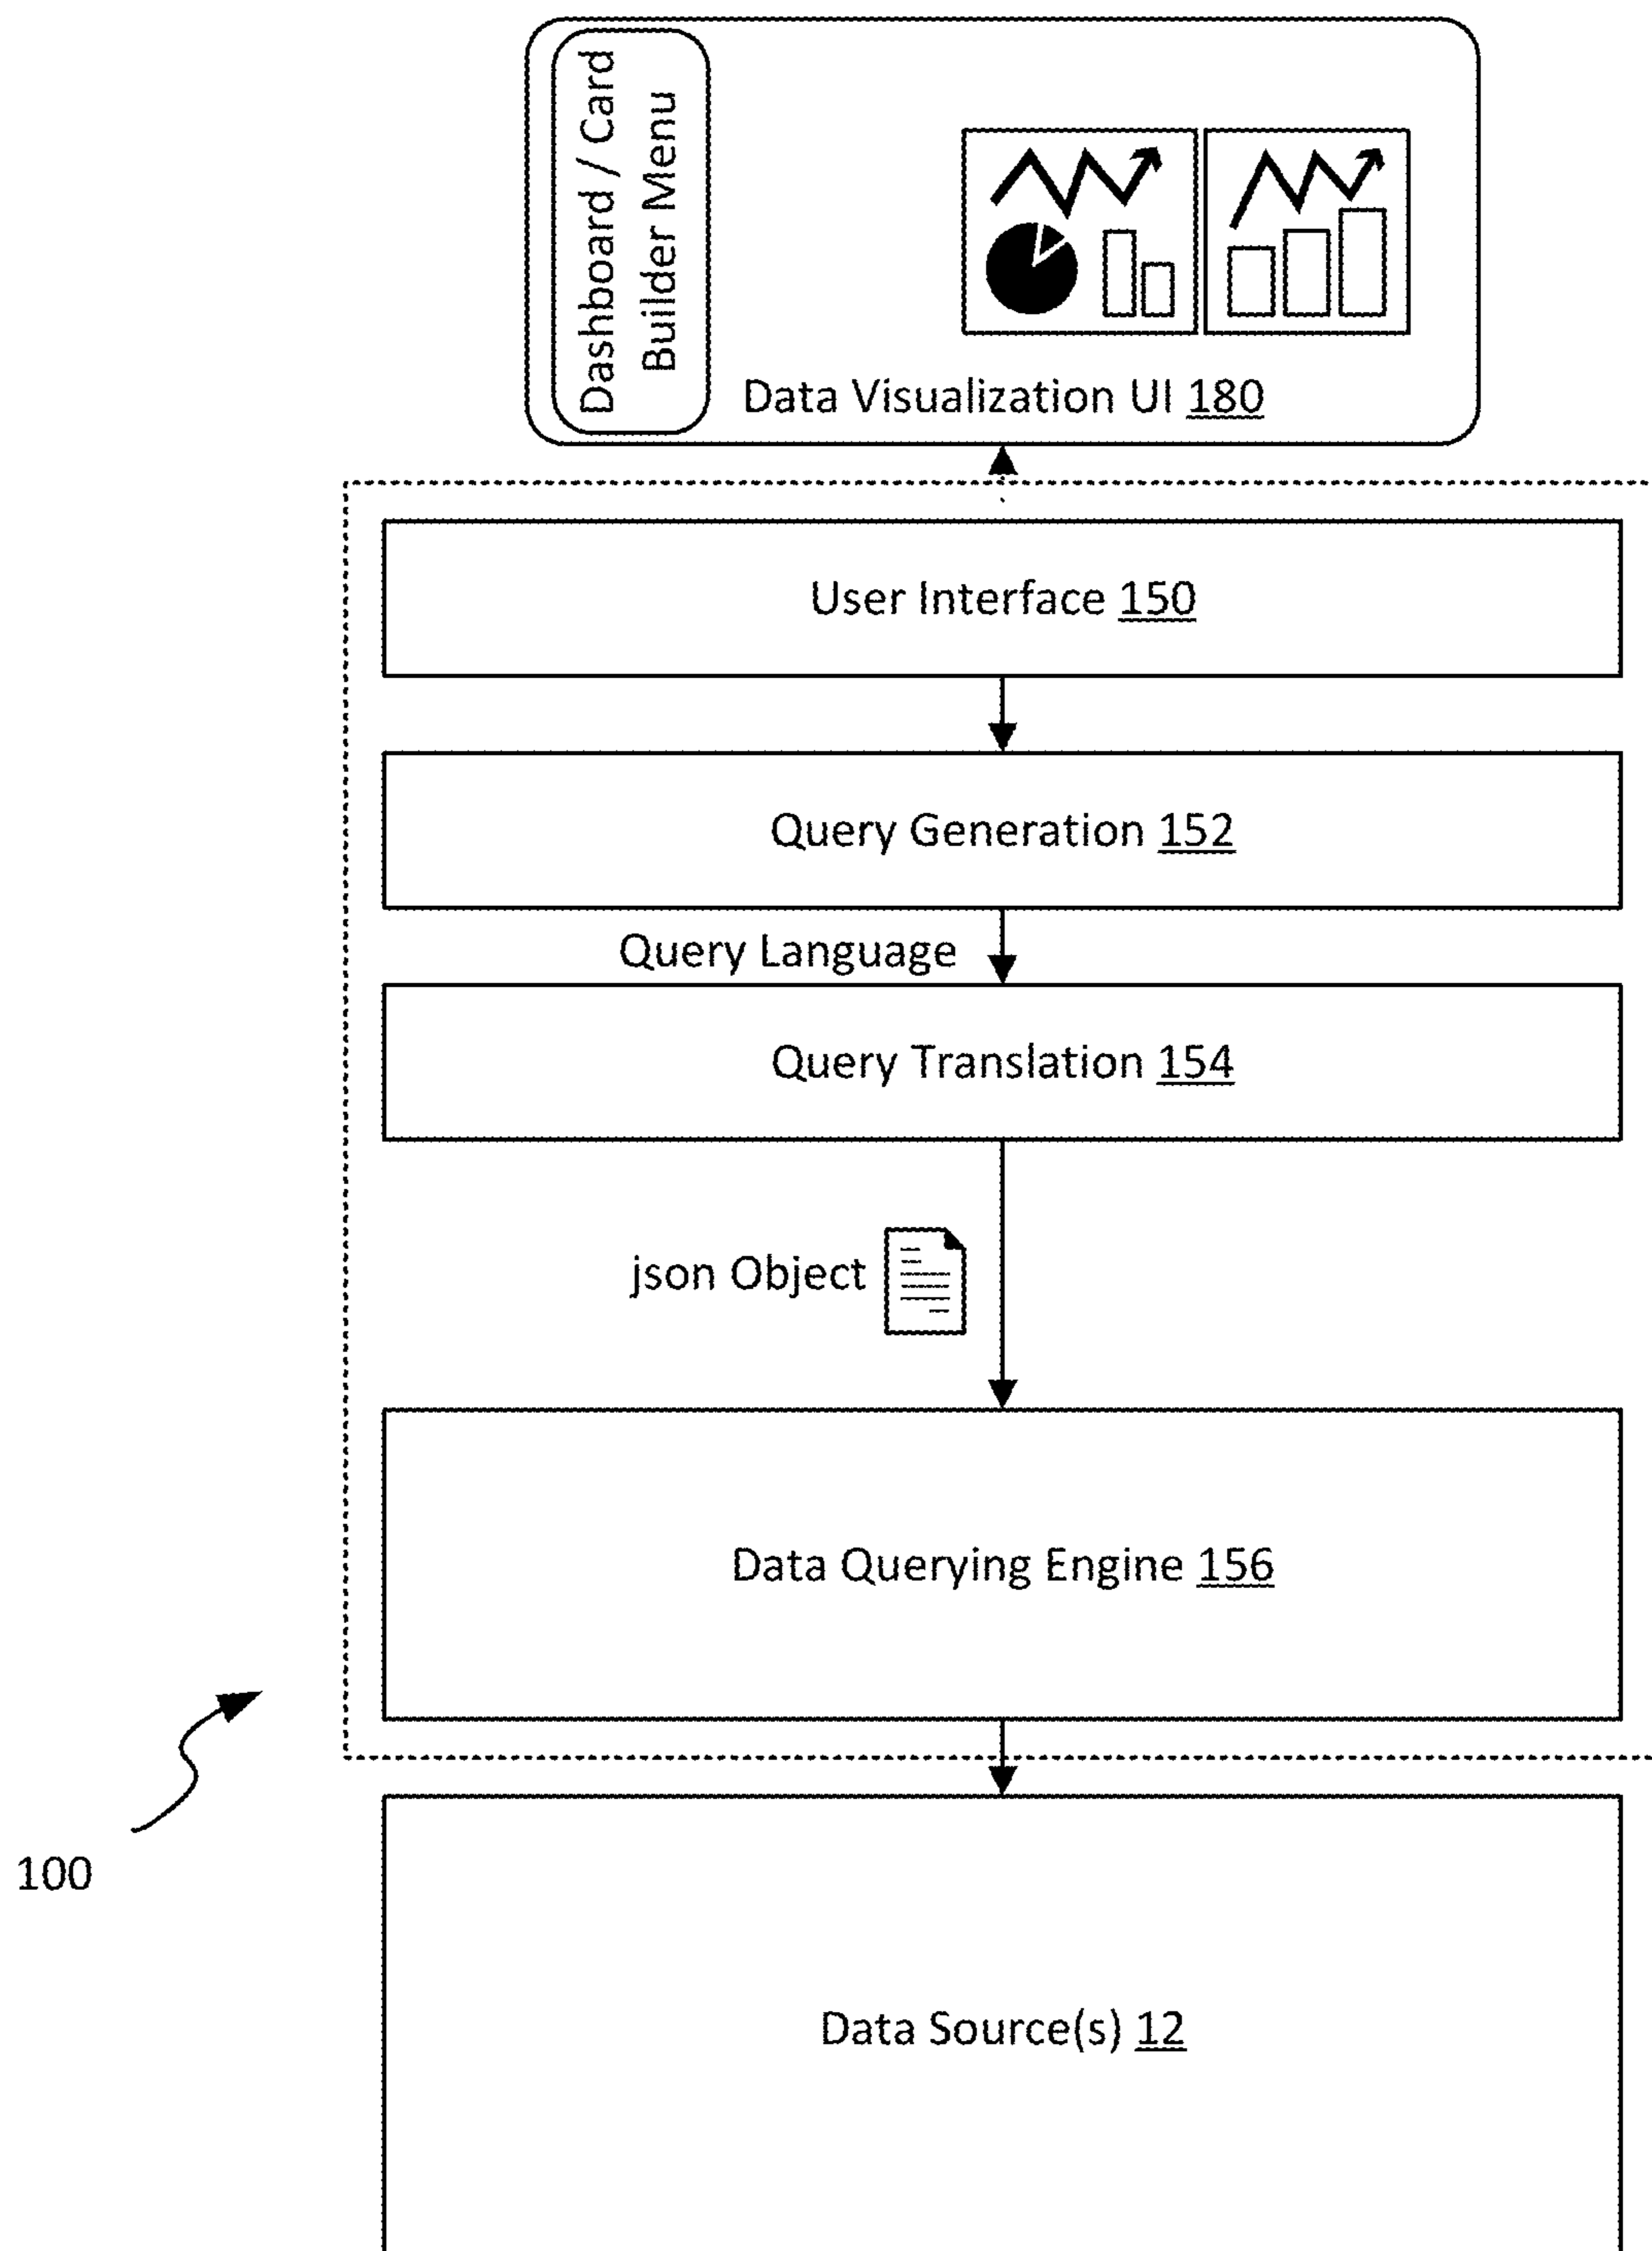 Dashboard / Card
Builder Menu
Data Visualization UI 180
User Interface 150
Query Generation 152
Query Language
Query Translation 154
json Object
Data Querying Engine 156
100
Data Source(s) 12